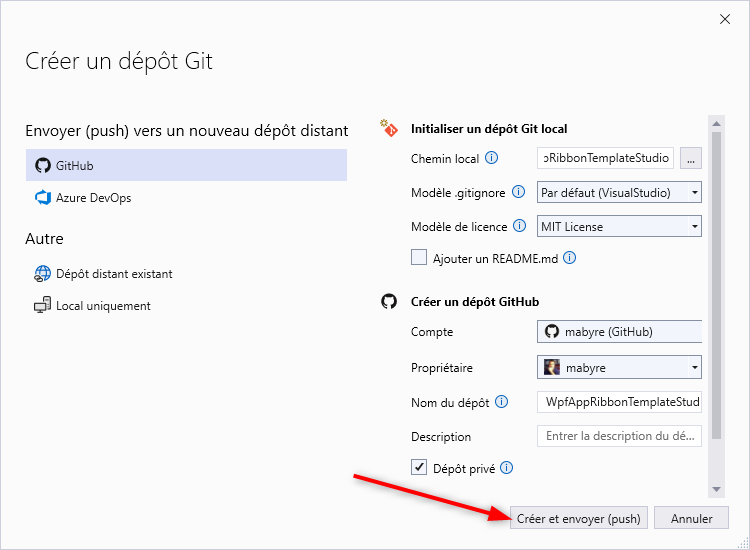 Créer un dépôt Git
Envoyer (push) vers un nouveau dépôt distant
GitHub
Azure DevOps
Autre
Dépôt distant existant
Local uniquement
Initialiser un dépôt Git local
Chemin local
RibbonTemplateStudio
...
Modèle .gitignore
Par défaut (VisualStudio)
Modèle de licence
MIT License
Ajouter un README.md
Créer un dépôt GitHub
Compte
mabyre (GitHub)
Propriétaire
mabyre
Nom du dépôt
WpfAppRibbonTemplateStud
Description
Entrer la description du dé...
Dépôt privé
Créer et envoyer (push)
Annuler